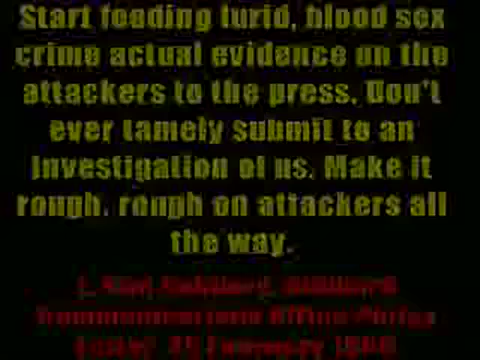 Start feeding lurid, blood sex
crime actual evidence on the
attackers to the press. Don't
ever tamely submit to an
investigation of us. Make it
rough, rough on attackers all
the way.
L. Ron Hubbard, Hubbard
Communications Office Policy
Letter, February